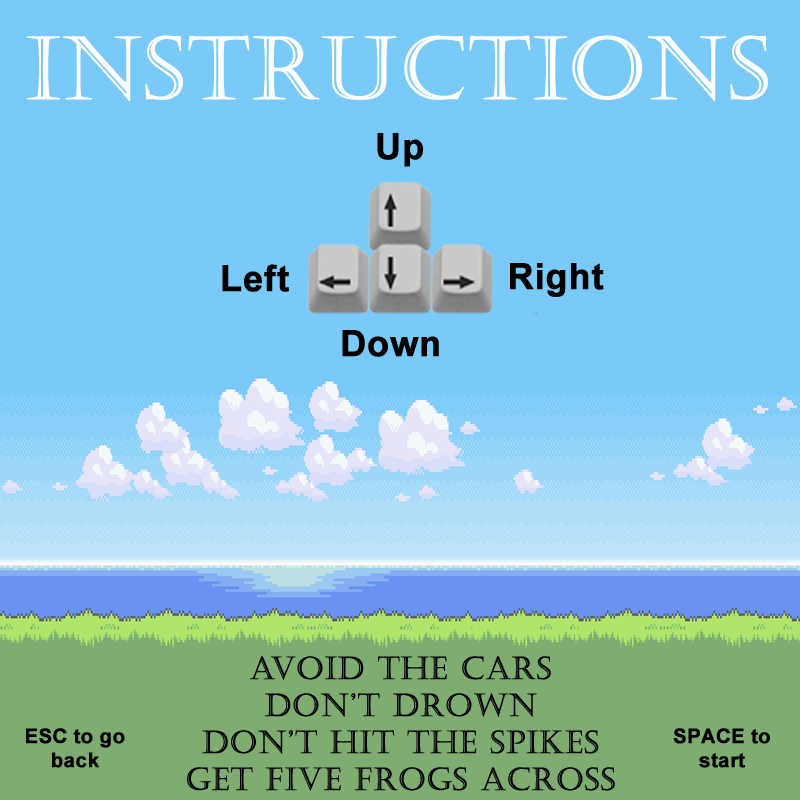 INSTRUCTIONS
Up
Left
Right
Down
AVOID THE CARS
DON'T DROWN
DON'T HIT THE SPIKES
GET FIVE FROGS ACROSS
ESC to go
back
SPACE to
start